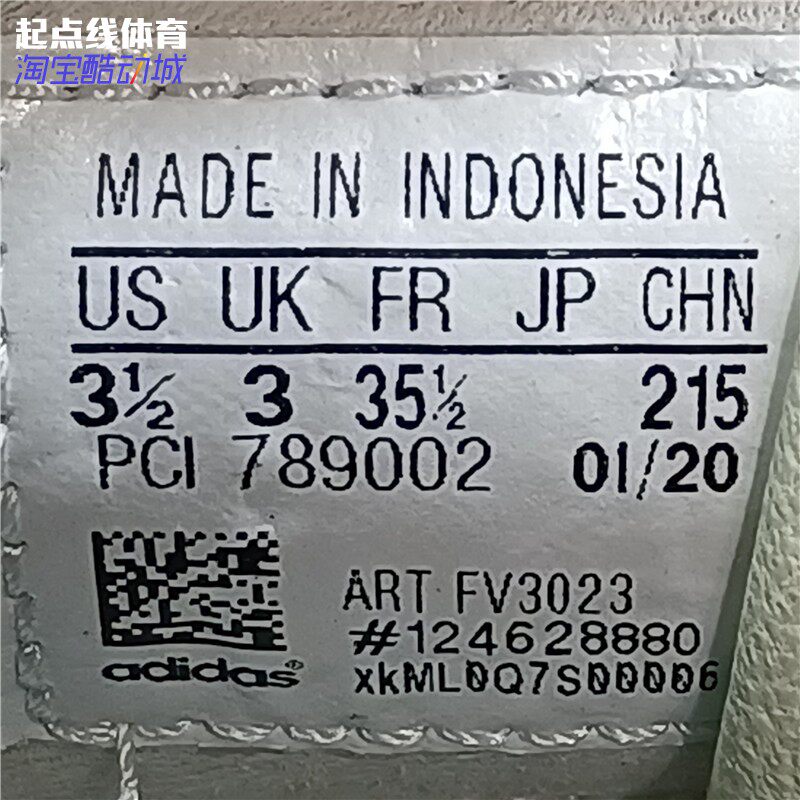 起点线体育
淘宝酷动城
MADE IN INDONESIA
US UK FR JP CHN
3½ 3 35½ 215
PCI 789002 01/20
ART FV3023
#124628880
xkML0Q7S00006
adidas®